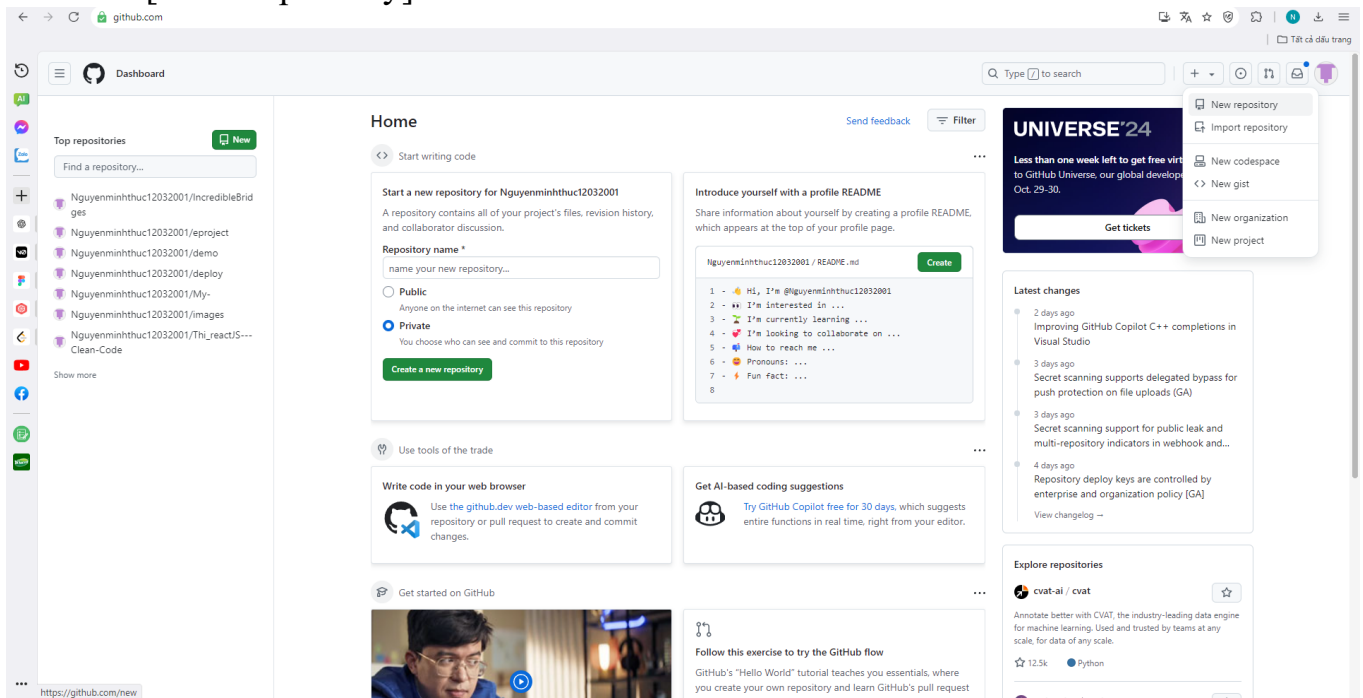 github.com
Tất cả dấu trang
Dashboard
Type / to search
New repository
Import repository
New codespace
New gist
New organization
New project
Top repositories
New
Find a repository...
Nguyenminhthuc12032001/IncredibleBrid
ges
Nguyenminhthuc12032001/eproject
Nguyenminhthuc12032001/demo
Nguyenminhthuc12032001/deploy
Nguyenminhthuc12032001/My-
Nguyenminhthuc12032001/images
Nguyenminhthuc12032001/Thi_reactJS---
Clean-Code
Show more
Home
Send feedback
Filter
Start writing code
Start a new repository for Nguyenminhthuc12032001
A repository contains all of your project's files, revision history,
and collaborator discussion.
Repository name *
name your new repository...
Public
Anyone on the internet can see this repository
Private
You choose who can see and commit to this repository
Create a new repository
Introduce yourself with a profile README
Share information about yourself by creating a profile README,
which appears at the top of your profile page.
Nguyenminhthuc12032001 / README.md
Create
1 - 👋 Hi, I'm @Nguyenminhthuc12032001
2 - 👀 I'm interested in ...
3 - 🌱 I'm currently learning ...
4 - 💞️ I'm looking to collaborate on ...
5 - 📫 How to reach me ...
6 - 😄 Pronouns: ...
7 - ⚡ Fun fact: ...
8
Use tools of the trade
Write code in your web browser
Use the github.dev web-based editor from your
repository or pull request to create and commit
changes.
Get AI-based coding suggestions
Try GitHub Copilot free for 30 days, which suggests
entire functions in real time, right from your editor.
Get started on GitHub
Follow this exercise to try the GitHub flow
GitHub's "Hello World" tutorial teaches you essentials, where
you create your own repository and learn GitHub's pull request
UNIVERSE'24
Less than one week left to get free virt
to GitHub Universe, our global develope
Oct. 29-30.
Get tickets
Latest changes
2 days ago
Improving GitHub Copilot C++ completions in
Visual Studio
3 days ago
Secret scanning supports delegated bypass for
push protection on file uploads (GA)
3 days ago
Secret scanning support for public leak and
multi-repository indicators in webhook and...
4 days ago
Repository deploy keys are controlled by
enterprise and organization policy [GA]
View changelog →
Explore repositories
cvat-ai / cvat
Annotate better with CVAT, the industry-leading data engine
for machine learning. Used and trusted by teams at any
scale, for data of any scale.
12.5k
Python
https://github.com/new